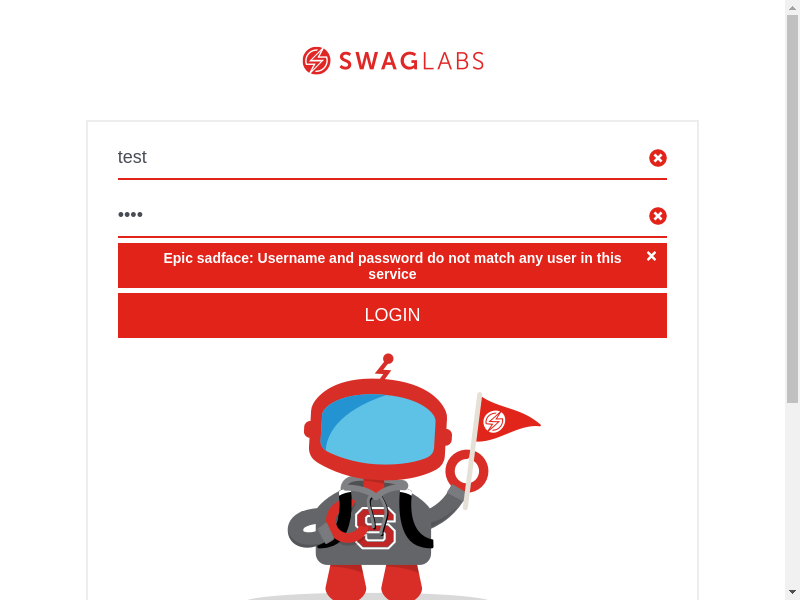 SWAGLABS
test
••••
Epic sadface: Username and password do not match any user in this
service
LOGIN
S